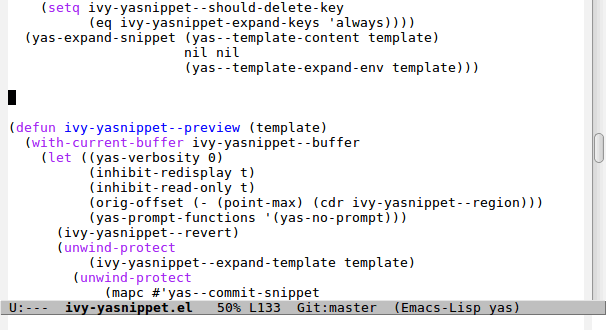 (setq ivy-yasnippet--should-delete-key
(eq ivy-yasnippet-expand-keys 'always))))
(yas-expand-snippet (yas--template-content template)
nil nil
(yas--template-expand-env template)))
(defun ivy-yasnippet--preview (template)
(with-current-buffer ivy-yasnippet--buffer
(let ((yas-verbosity 0)
(inhibit-redisplay t)
(inhibit-read-only t)
(orig-offset (- (point-max) (cdr ivy-yasnippet--region)))
(yas-prompt-functions '(yas-no-prompt)))
(ivy-yasnippet--revert)
(unwind-protect
(ivy-yasnippet--expand-template template)
(unwind-protect
(mapc #'yas--commit-snippet
U:--- ivy-yasnippet.el 50% L133 Git:master (Emacs-Lisp yas)